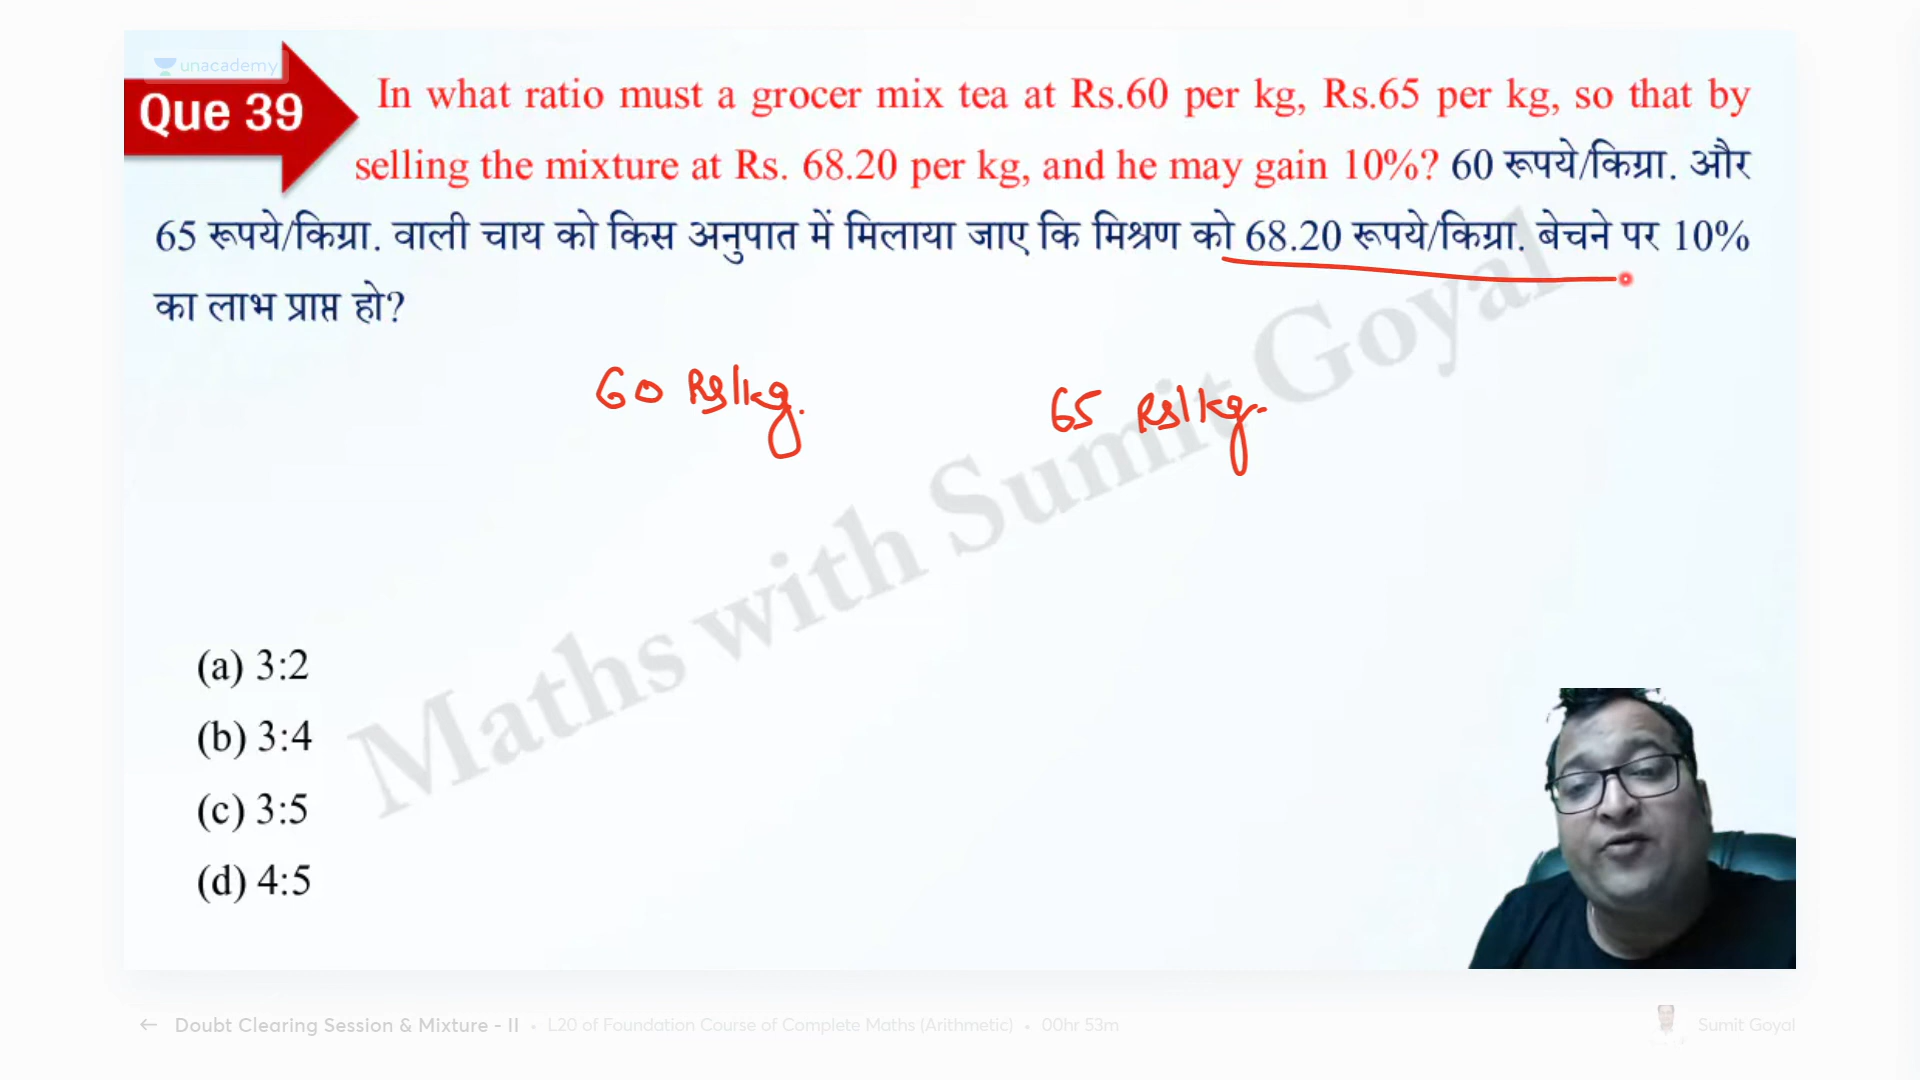 unacademy
Que 39
In what ratio must a grocer mix tea at Rs.60 per kg, Rs.65 per kg, so that by
selling the mixture at Rs. 68.20 per kg, and he may gain 10%? 60 रूपये/किग्रा. और
65 रूपये/किग्रा. वाली चाय को किस अनुपात में मिलाया जाए कि मिश्रण को 68.20 रूपये/किग्रा. बेचने पर 10%
का लाभ प्राप्त हो?
60 Rs/kg.
65 Rs/kg.
Maths with Sumit Goyal
(a) 3:2
(b) 3:4
(c) 3:5
(d) 4:5
← Doubt Clearing Session & Mixture - II • L20 of Foundation Course of Complete Maths (Arithmetic) • 00hr 53m
Sumit Goyal